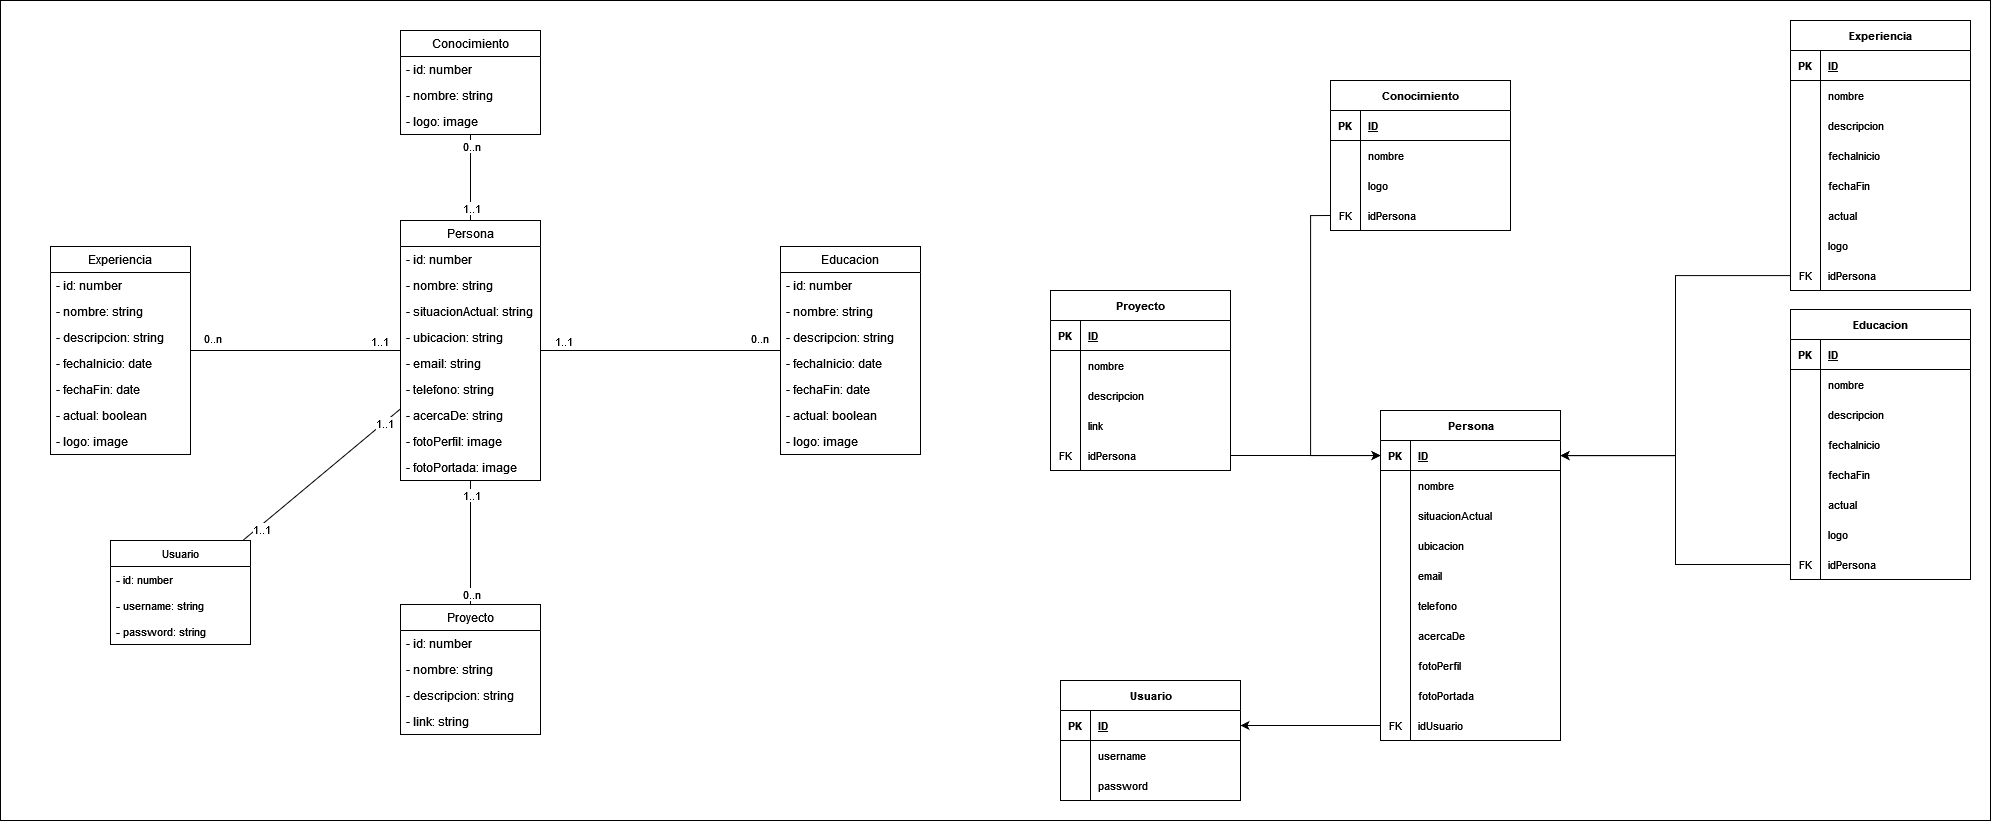 Conocimiento
- id: number
- nombre: string
- logo: image
0..n
1..1
Persona
- id: number
- nombre: string
- situacionActual: string
- ubicacion: string
- email: string
- telefono: string
- acercaDe: string
- fotoPerfil: image
- fotoPortada: image
Experiencia
- id: number
- nombre: string
- descripcion: string
- fechaInicio: date
- fechaFin: date
- actual: boolean
- logo: image
0..n
1..1
1..1
0..n
Educacion
- id: number
- nombre: string
- descripcion: string
- fechaInicio: date
- fechaFin: date
- actual: boolean
- logo: image
1..1
1..1
Usuario
- id: number
- username: string
- password: string
1..1
0..n
Proyecto
- id: number
- nombre: string
- descripcion: string
- link: string
Conocimiento
PK ID
nombre
logo
FK idPersona
Proyecto
PK ID
nombre
descripcion
link
FK idPersona
Persona
PK ID
nombre
situacionActual
ubicacion
email
telefono
acercaDe
fotoPerfil
fotoPortada
FK idUsuario
Usuario
PK ID
username
password
Experiencia
PK ID
nombre
descripcion
fechaInicio
fechaFin
actual
logo
FK idPersona
Educacion
PK ID
nombre
descripcion
fechaInicio
fechaFin
actual
logo
FK idPersona